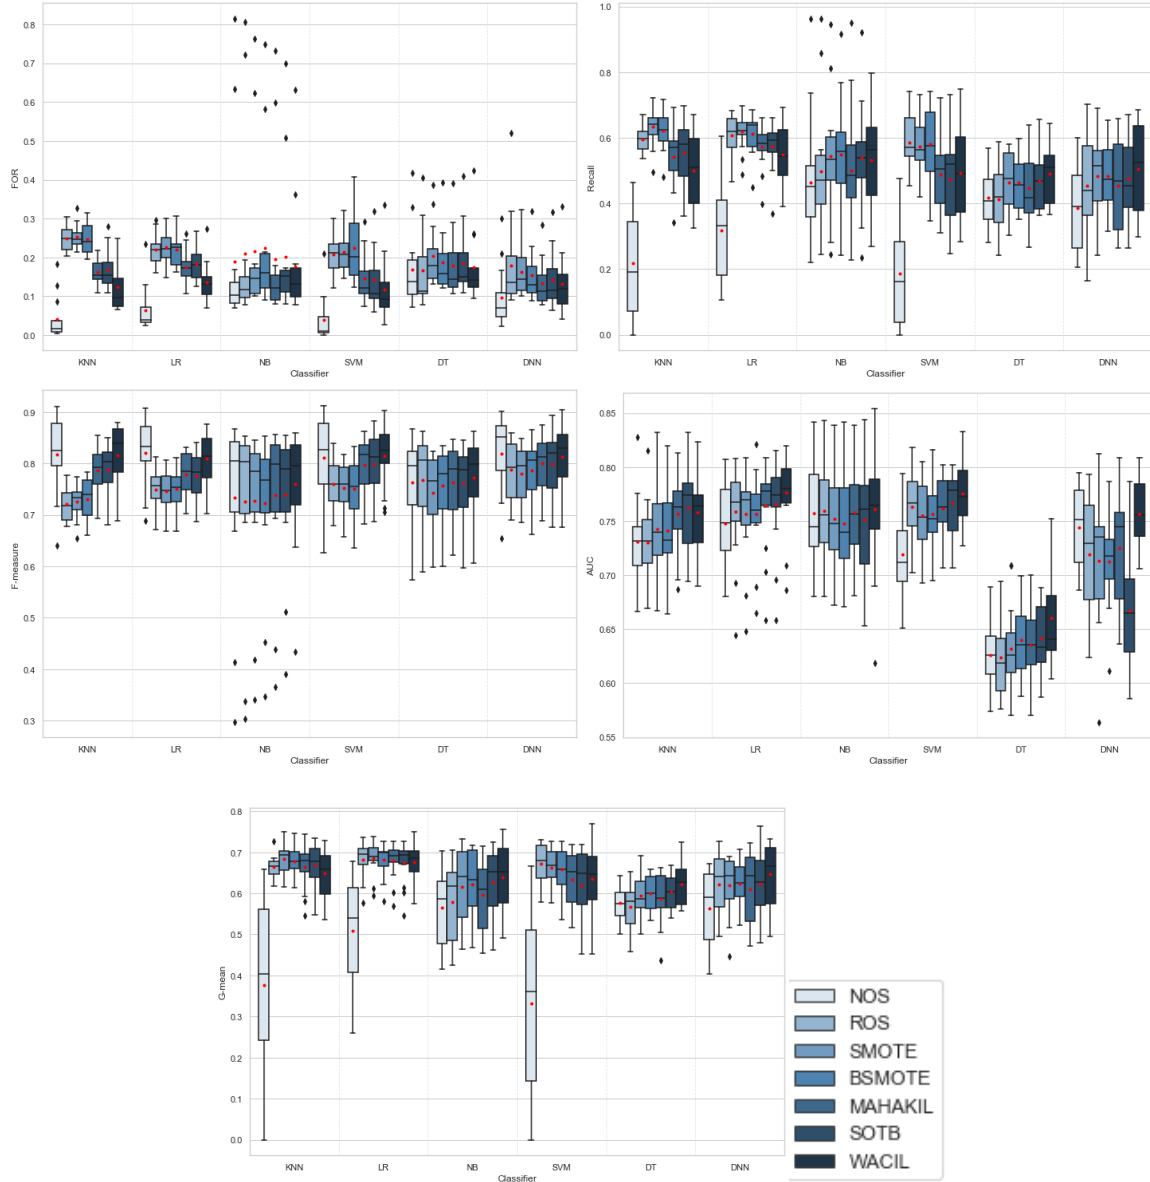 FOR
0.8
0.7
0.6
0.5
0.4
0.3
0.2
0.1
0.0
KNN LR NB SVM DT DNN
Classifier
Recall
1.0
0.8
0.6
0.4
0.2
0.0
KNN LR NB SVM DT DNN
Classifier
F-measure
0.9
0.8
0.7
0.6
0.5
0.4
0.3
KNN LR NB SVM DT DNN
Classifier
AUC
0.85
0.80
0.75
0.70
0.65
0.60
0.55
KNN LR NB SVM DT DNN
Classifier
G-mean
0.8
0.7
0.6
0.5
0.4
0.3
0.2
0.1
0.0
KNN LR NB SVM DT DNN
Classifier
NOS
ROS
SMOTE
BSMOTE
MAHAKIL
SOTB
WACIL